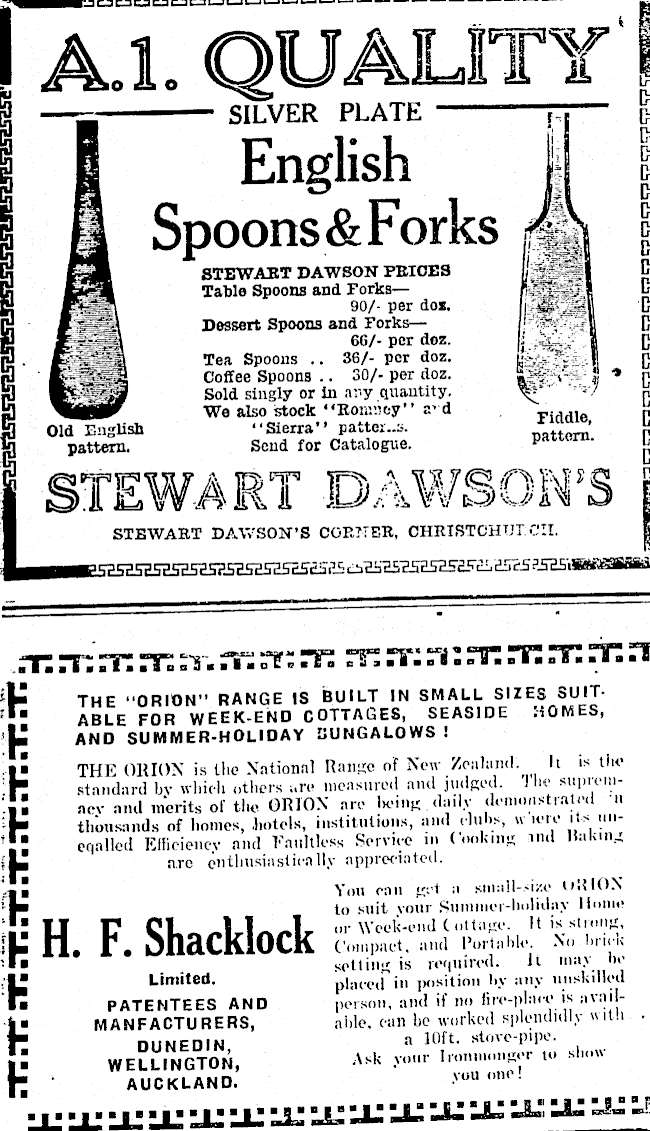 A.1. QUALITY
SILVER PLATE
English
Spoons & Forks
STEWART DAWSON PRICES
Table Spoons and Forks—
90/- per doz.
Dessert Spoons and Forks—
66/- per doz.
Tea Spoons .. 36/- per doz.
Coffee Spoons .. 30/- per doz.
Sold singly or in any quantity.
We also stock "Romney" and
"Sierra" patterns.
Send for Catalogue.
Old English
pattern.
Fiddle,
pattern.
STEWART DAWSON'S
STEWART DAWSON'S CORNER, CHRISTCHURCH.
THE "ORION" RANGE IS BUILT IN SMALL SIZES SUIT-
ABLE FOR WEEK-END COTTAGES, SEASIDE HOMES,
AND SUMMER-HOLIDAY BUNGALOWS !
THE ORION is the National Range of New Zealand. It is the
standard by which others are measured and judged. The suprem-
acy and merits of the ORION are being daily demonstrated in
thousands of homes, hotels, institutions, and clubs, where its un-
eqalled Efficiency and Faultless Service in Cooking and Baking
are enthusiastically appreciated.
H. F. Shacklock
Limited.
PATENTEES AND
MANFACTURERS,
DUNEDIN,
WELLINGTON,
AUCKLAND.
You can get a small-size ORION
to suit your Summer-holiday Home
or Week-end Cottage. It is strong,
Compact, and Portable. No brick
setting is required. It may be
placed in position by any unskilled
person, and if no fire-place is avail-
able, can be worked splendidly with
a 10ft. stove-pipe.
Ask your Ironmonger to show
you one!